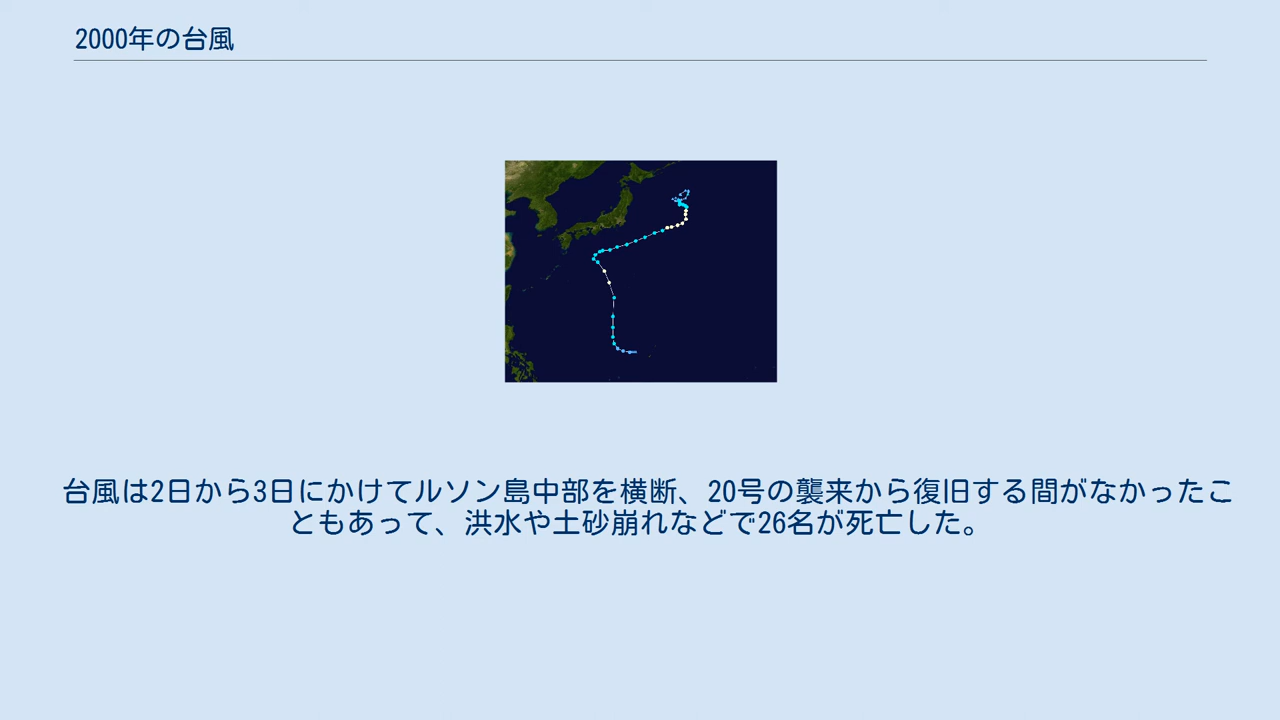 2000年の台風
台風は2日から3日にかけてルソン島中部を横断、20号の襲来から復旧する間がなかったこ
ともあって、洪水や土砂崩れなどで26名が死亡した。